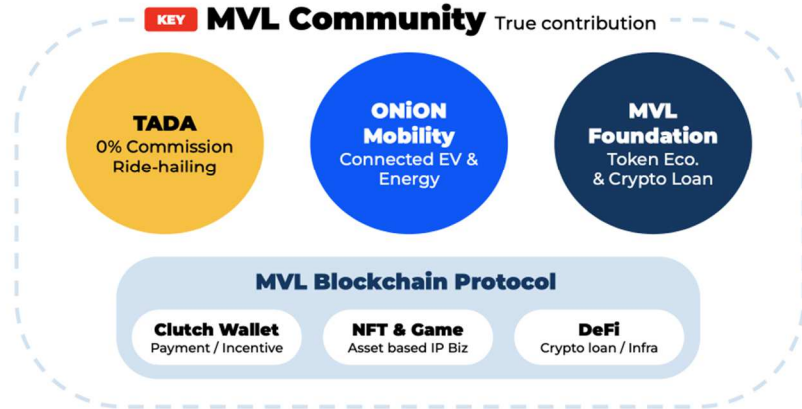 KEY MVL Community True contribution
TADA
0% Commission
Ride-hailing
ONiON
Mobility
Connected EV &
Energy
MVL
Foundation
Token Eco.
& Crypto Loan
MVL Blockchain Protocol
Clutch Wallet
Payment / Incentive
NFT & Game
Asset based IP Biz
DeFi
Crypto loan / Infra